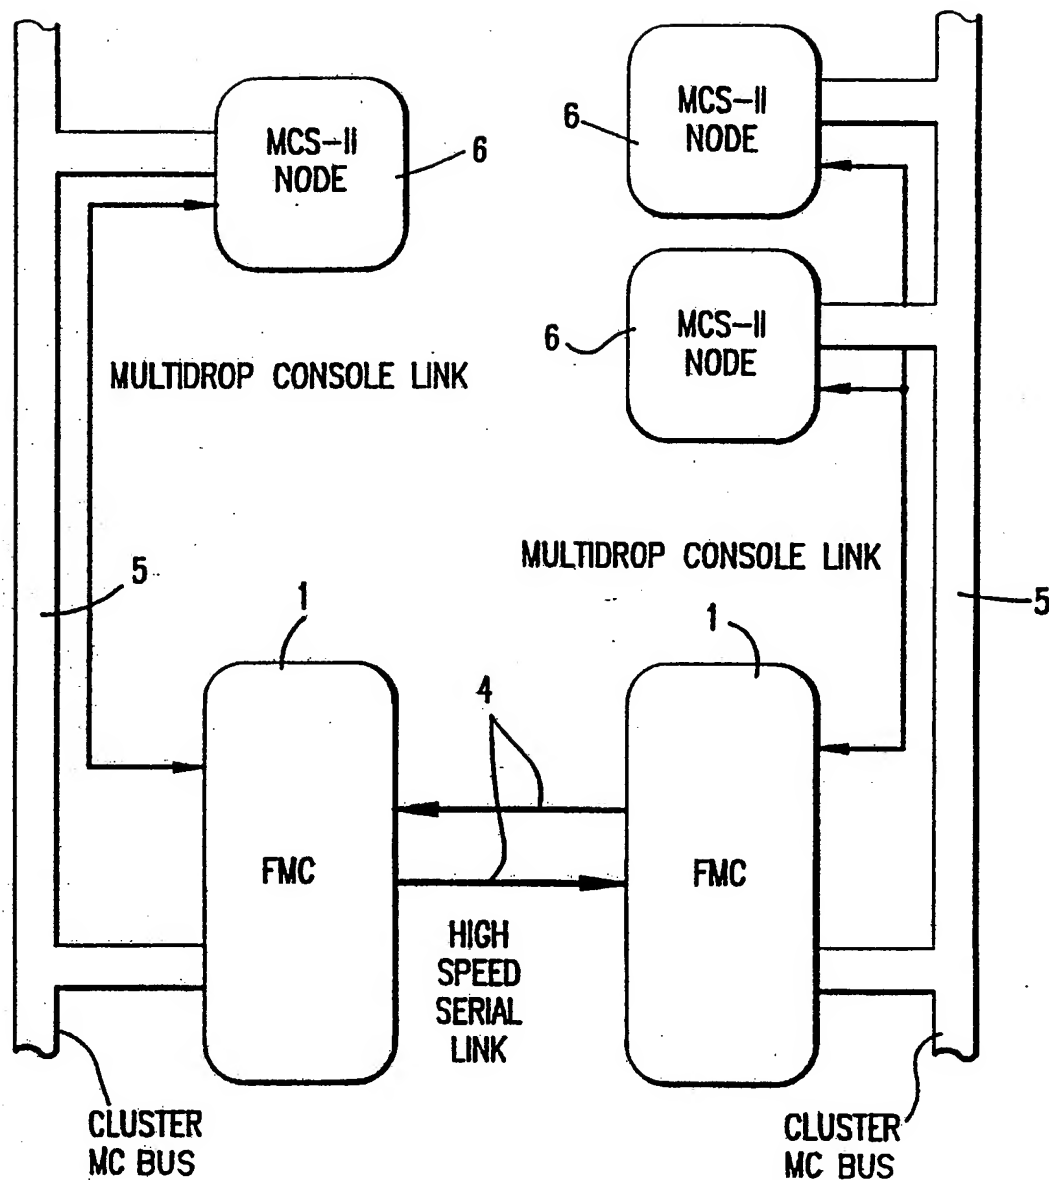 MCS-II
NODE
6
MCS-II
NODE
6
MCS-II
NODE
6
MULTIDROP CONSOLE LINK
MULTIDROP CONSOLE LINK
5
5
1
1
4
FMC
FMC
HIGH
SPEED
SERIAL
LINK
CLUSTER
MC BUS
CLUSTER
MC BUS